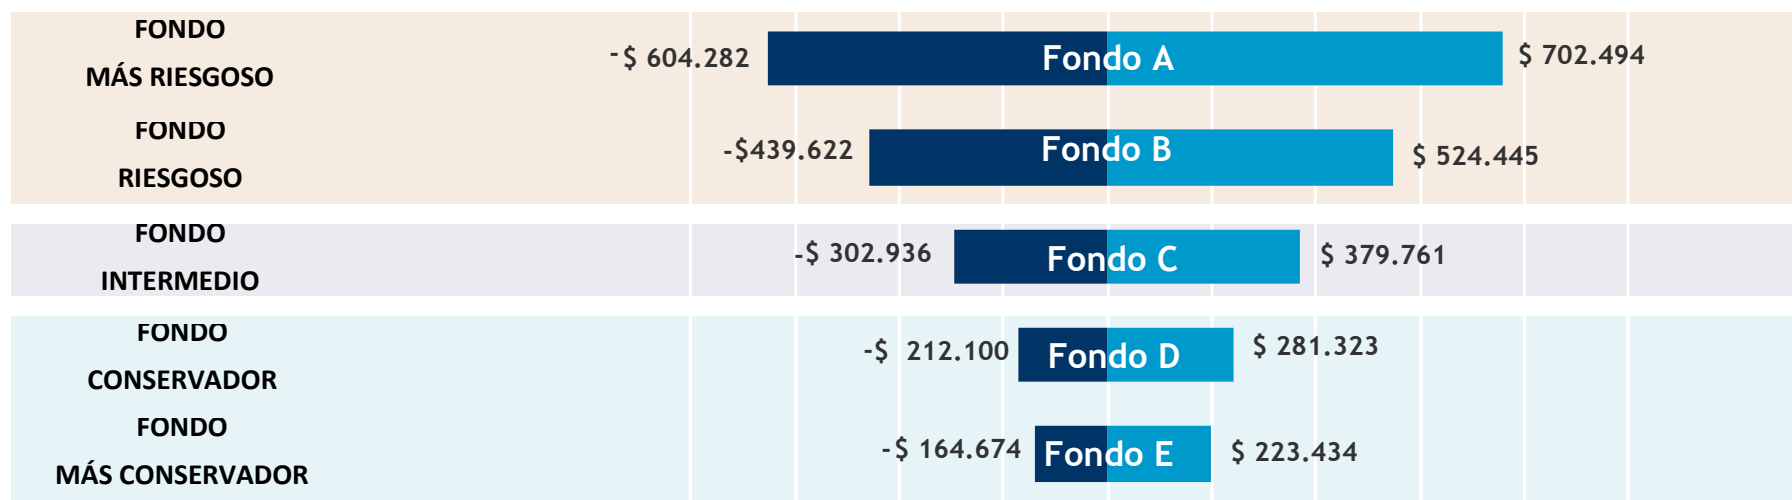 FONDO
MÁS RIESGOSO
-$ 604.282
Fondo A
$ 702.494
FONDO
RIESGOSO
-$439.622
Fondo B
$ 524.445
FONDO
INTERMEDIO
-$ 302.936
Fondo C
$ 379.761
FONDO
CONSERVADOR
-$ 212.100
Fondo D
$ 281.323
FONDO
MÁS CONSERVADOR
-$ 164.674
Fondo E
$ 223.434